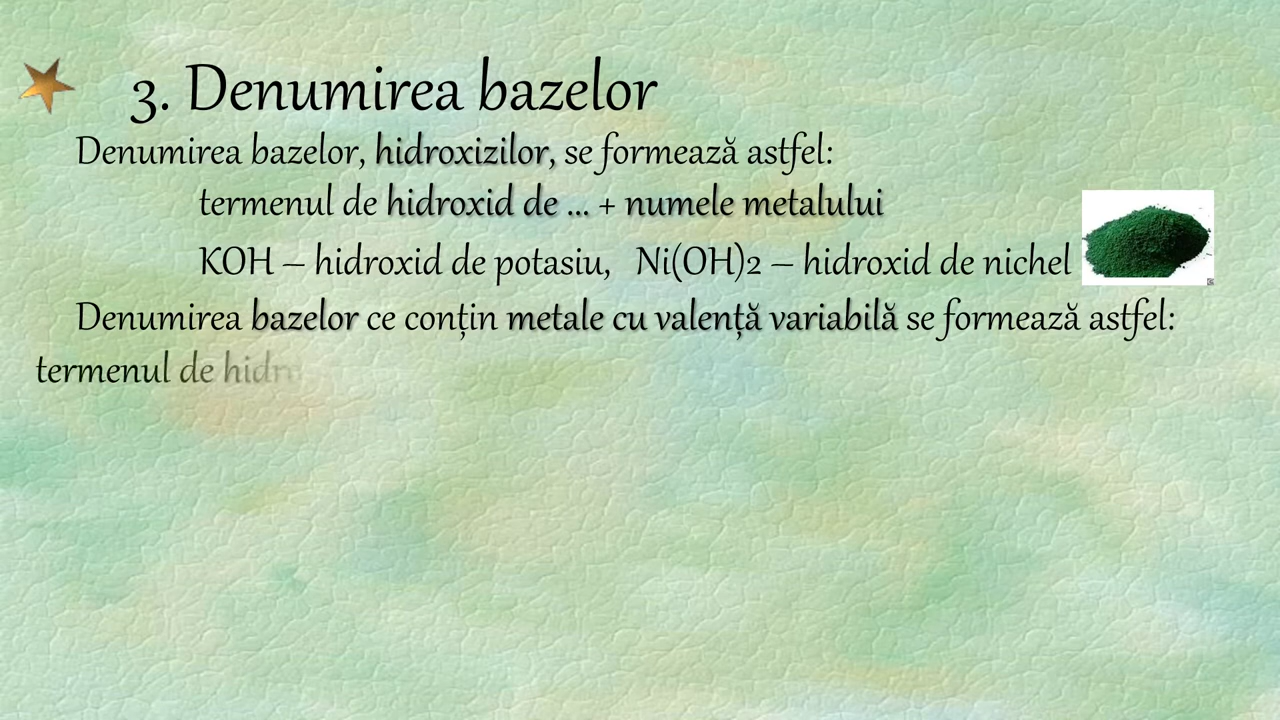 3. Denumirea bazelor
Denumirea bazelor, hidroxizilor, se formează astfel:
termenul de hidroxid de ... + numele metalului
KOH – hidroxid de potasiu, Ni(OH)2 – hidroxid de nichel
Denumirea bazelor ce conțin metale cu valență variabilă se formează astfel:
termenul de